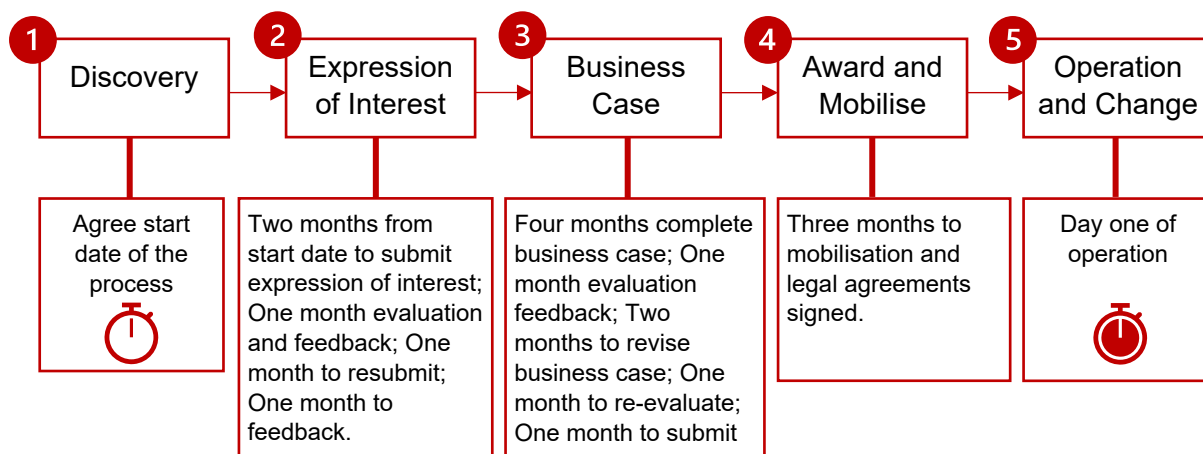 1
Discovery
2
Expression
of Interest
3
Business
Case
4
Award and
Mobilise
5
Operation
and Change
Agree start
date of the
process
Two months from
start date to submit
expression of interest;
One month evaluation
and feedback; One
month to resubmit;
One month to
feedback.
Four months complete
business case; One
month evaluation
feedback; Two
months to revise
business case; One
month to re-evaluate;
One month to submit
Three months to
mobilisation and
legal agreements
signed.
Day one of
operation